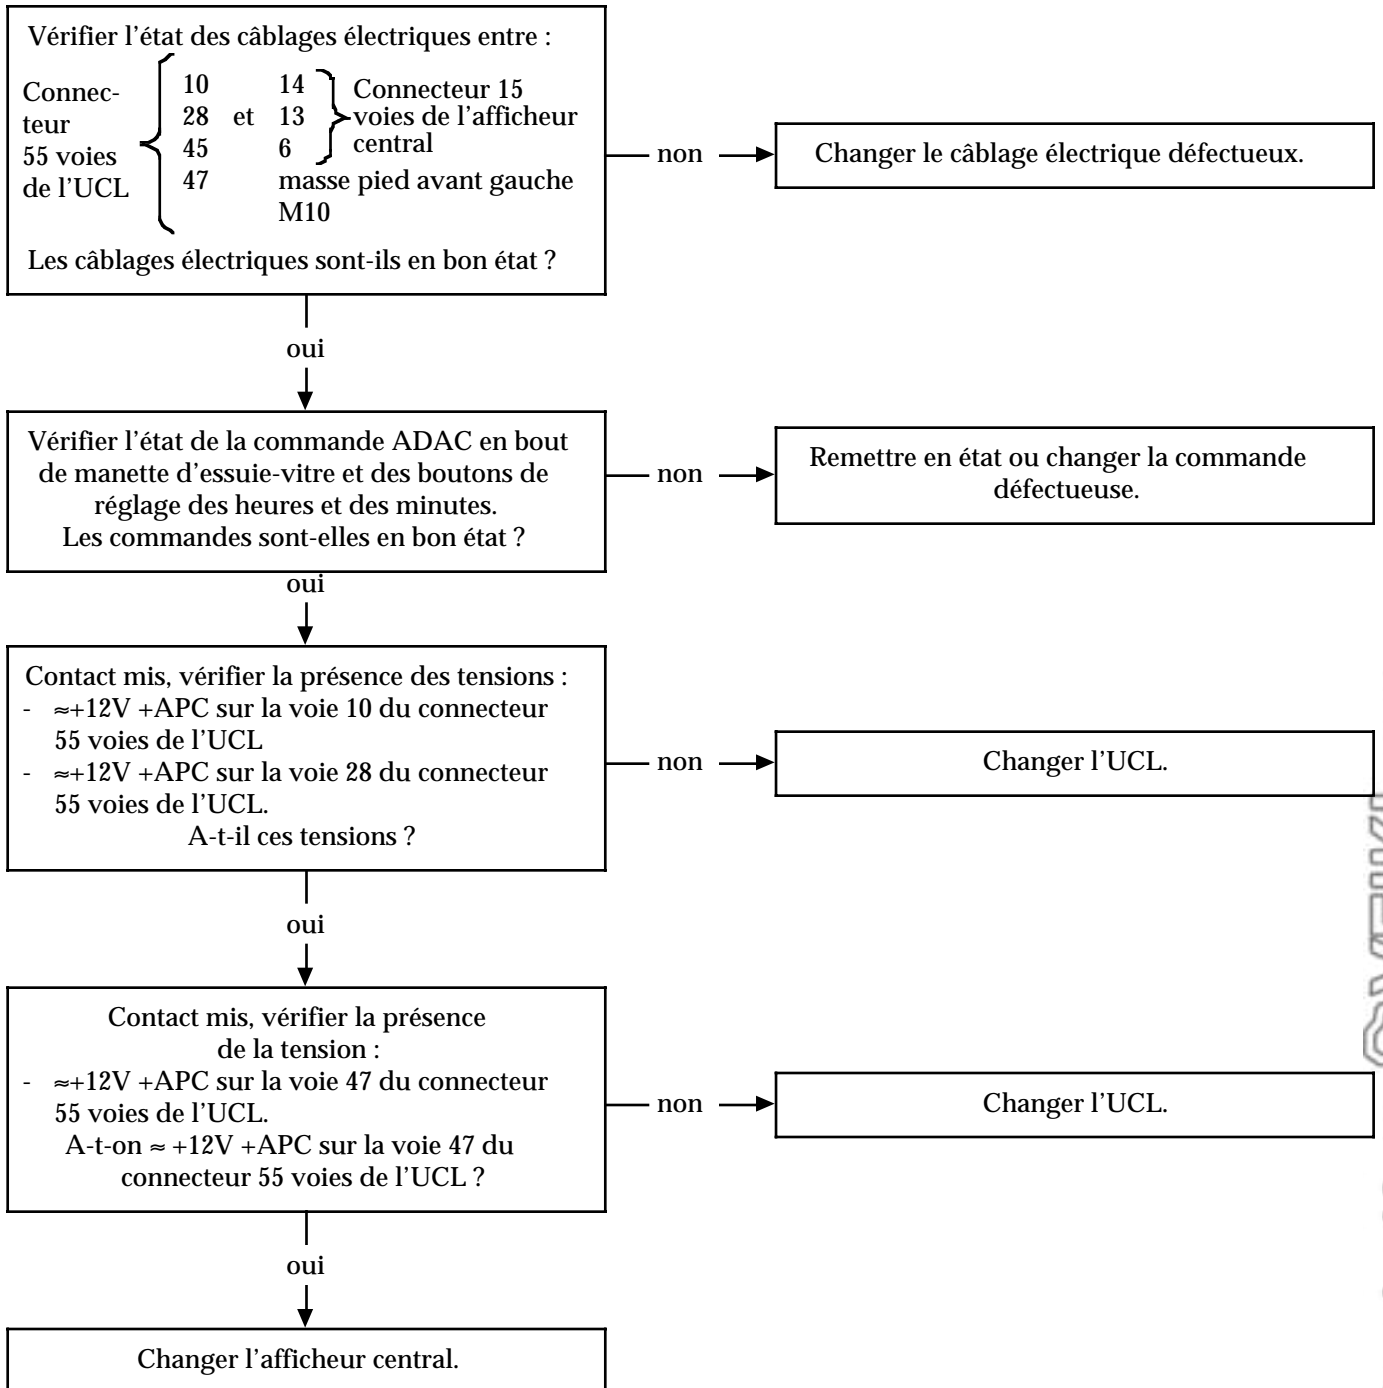 Vérifier l’état des câblages électriques entre :
Connec-
teur
55 voies
de l’UCL
10 14
28 et 13
45 6
47 masse pied avant gauche
M10
Connecteur 15
voies de l’afficheur
central
Les câblages électriques sont-ils en bon état ?
non
Changer le câblage électrique défectueux.
oui
Vérifier l’état de la commande ADAC en bout
de manette d’essuie-vitre et des boutons de
réglage des heures et des minutes.
Les commandes sont-elles en bon état ?
non
Remettre en état ou changer la commande
défectueuse.
oui
Contact mis, vérifier la présence des tensions :
- ≈+12V +APC sur la voie 10 du connecteur
55 voies de l’UCL
- ≈+12V +APC sur la voie 28 du connecteur
55 voies de l’UCL.
A-t-il ces tensions ?
non
Changer l’UCL.
oui
Contact mis, vérifier la présence
de la tension :
- ≈+12V +APC sur la voie 47 du connecteur
55 voies de l’UCL.
A-t-on ≈ +12V +APC sur la voie 47 du
connecteur 55 voies de l’UCL ?
non
Changer l’UCL.
oui
Changer l’afficheur central.